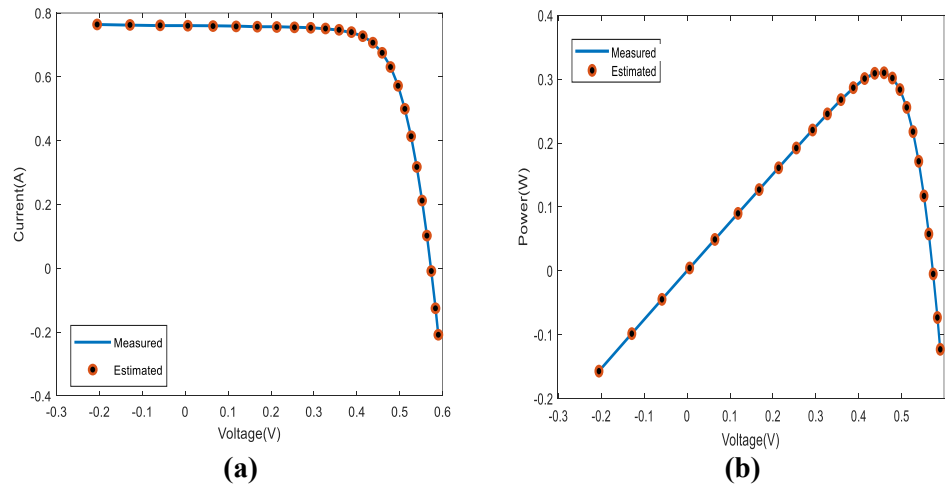 0.8
0.6
0.4
0.2
0
-0.2
-0.4
Current(A)
-0.3 -0.2 -0.1 0 0.1 0.2 0.3 0.4 0.5 0.6
Voltage(V)
Measured
Estimated
(a)
0.4
0.3
0.2
0.1
0
-0.1
-0.2
Power(W)
-0.3 -0.2 -0.1 0 0.1 0.2 0.3 0.4 0.5
Voltage(V)
Measured
Estimated
(b)